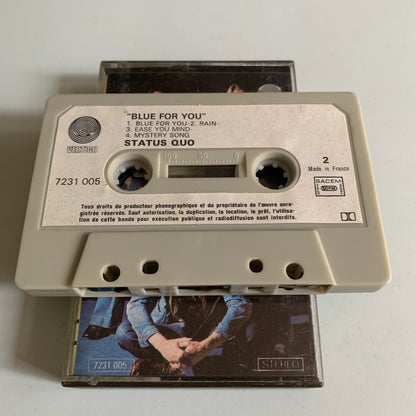 "BLUE FOR YOU"
1. BLUE FOR YOU-2. RAIN-
3. EASE YOU MIND-
4. MYSTERY SONG
STATUS QUO
VERTIGO
7231 005
100 50 0
2
Made in France
SACEM
Tous droits du producteur phonographique et du propriétaire de l'œuvre enre-
gistrée réservés. Sauf autorisation, la duplication, la location, le prêt, l'utilisa-
tion de cette bande pour exécution publique et radiodiffusion sont interdits.
7231 005
STEREO